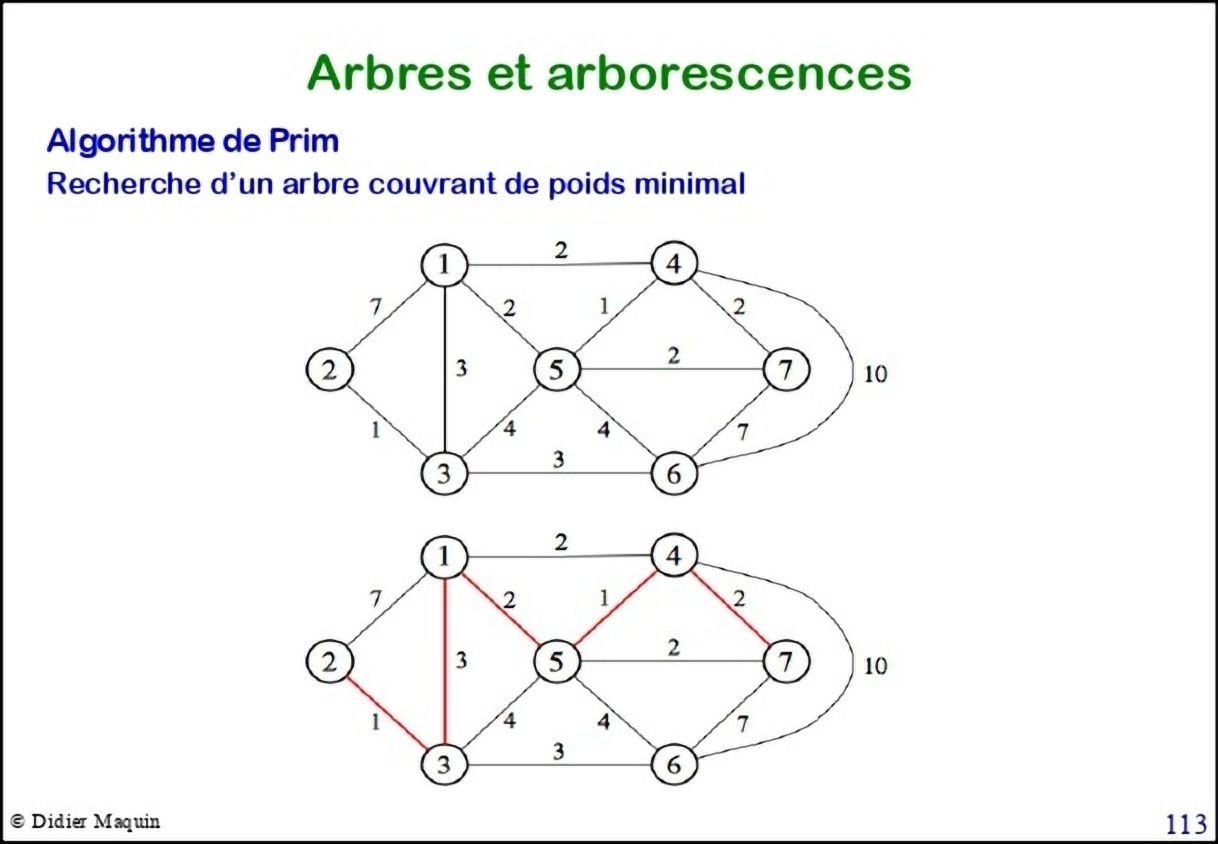 Arbres et arborescences
Algorithme de Prim
Recherche d'un arbre couvrant de poids minimal
2
1 4
7 2 1 2
2 3 5 2 7 10
1 4 4 7
3
3 6
2
1 4
7 2 1 2
2 3 5 2 7 10
1 4 4 7
3
3 6
© Didier Maquin
113